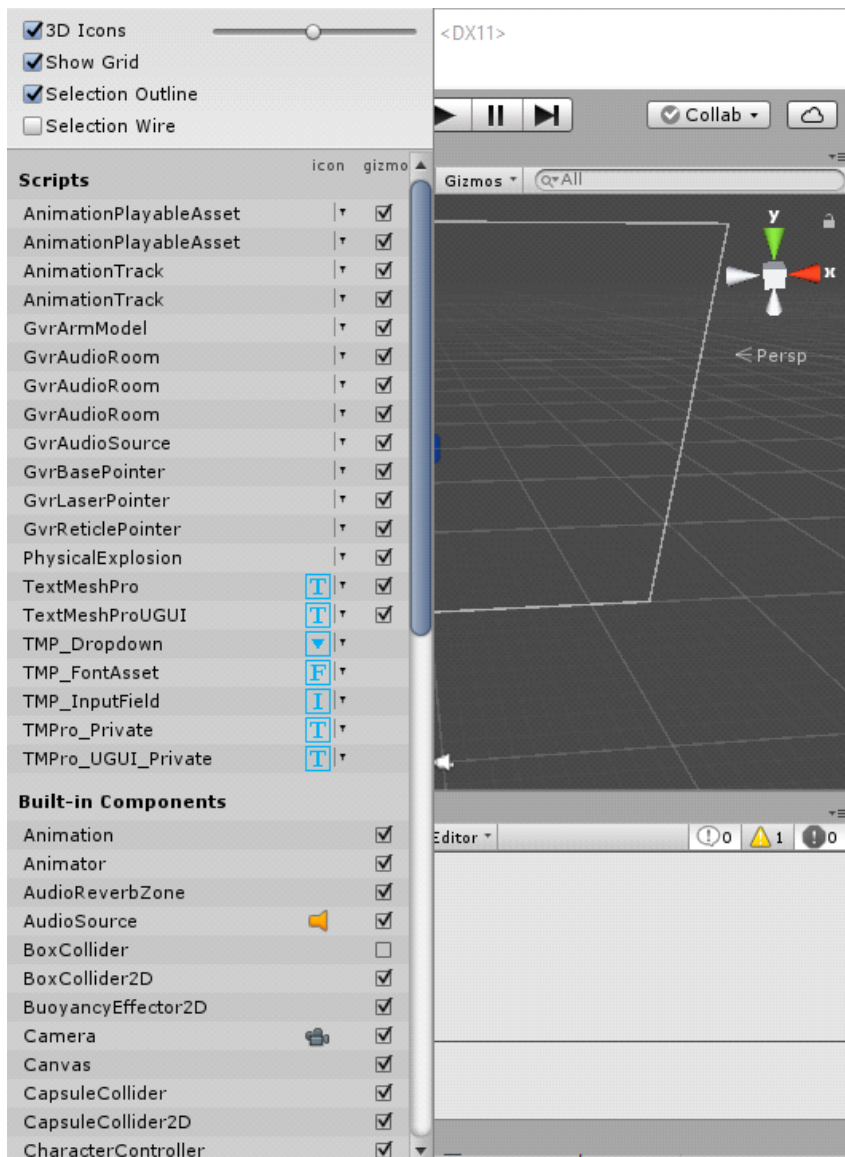 3D Icons
Show Grid
Selection Outline
Selection Wire
icon gizmo
Scripts
AnimationPlayableAsset
AnimationPlayableAsset
AnimationTrack
AnimationTrack
GvrArmModel
GvrAudioRoom
GvrAudioRoom
GvrAudioRoom
GvrAudioSource
GvrBasePointer
GvrLaserPointer
GvrReticlePointer
PhysicalExplosion
TextMeshPro T
TextMeshProUGUI T
TMP_Dropdown
TMP_FontAsset F
TMP_InputField I
TMPro_Private T
TMPro_UGUI_Private T
Built-in Components
Animation
Animator
AudioReverbZone
AudioSource
BoxCollider
BoxCollider2D
BuoyancyEffector2D
Camera
Canvas
CapsuleCollider
CapsuleCollider2D
CharacterController
<DX11>
Collab
Gizmos All
y
x
Persp
Editor 0 1 0